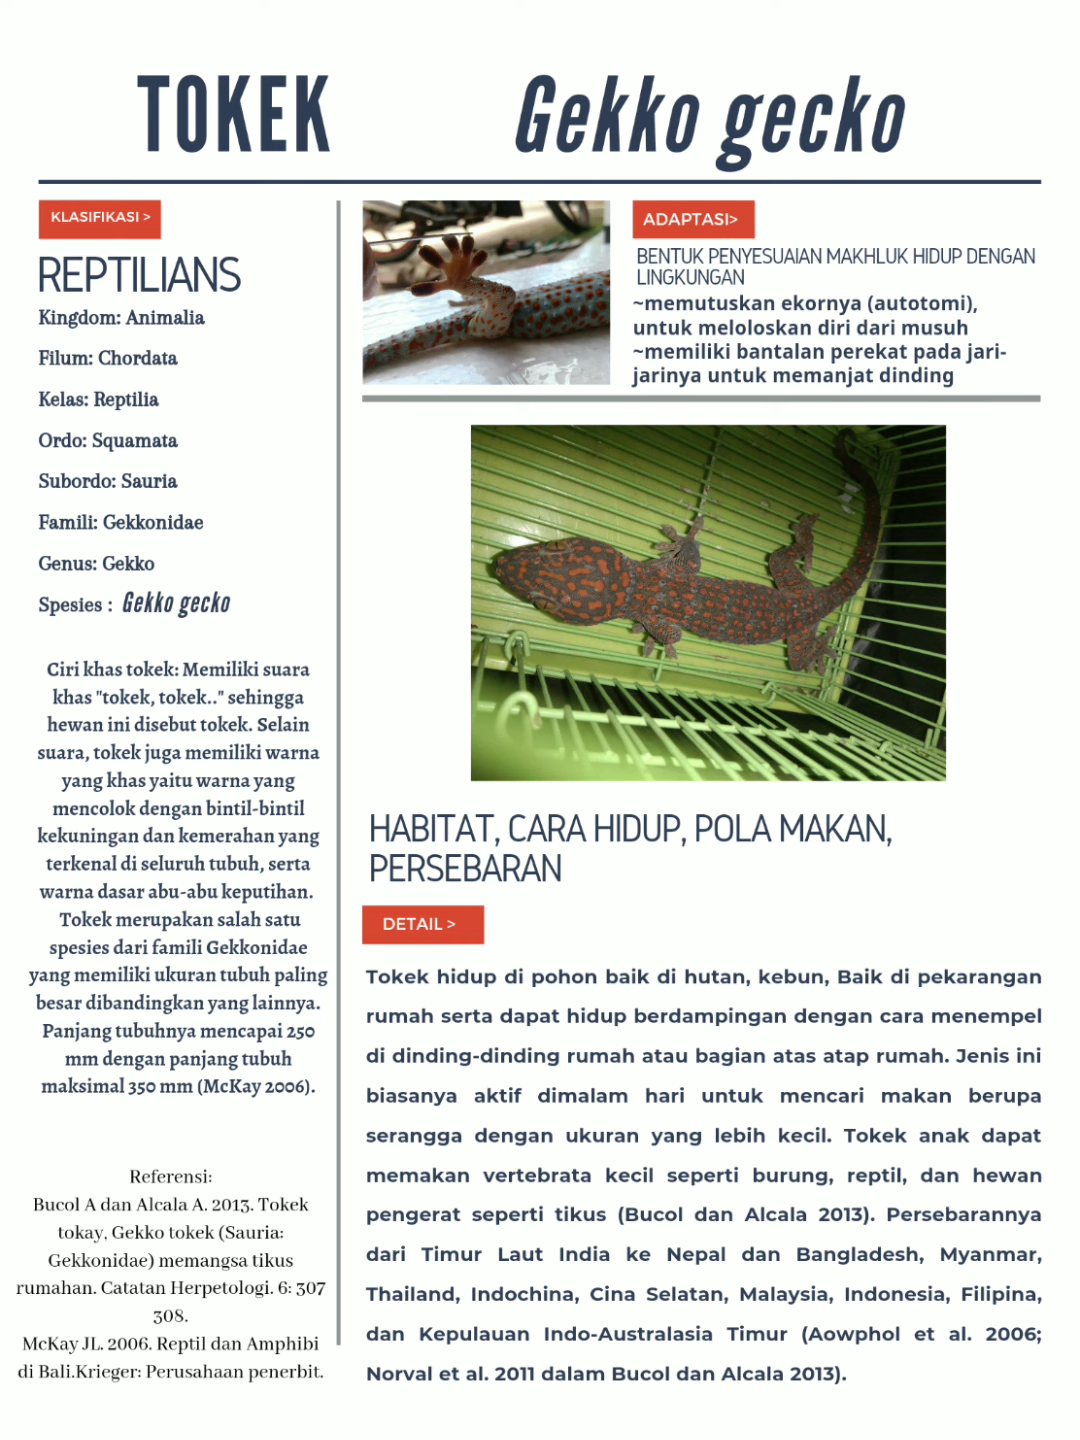 TOKEK Gekko gecko
KLASIFIKASI >
REPTILIANS
Kingdom: Animalia
Filum: Chordata
Kelas: Reptilia
Ordo: Squamata
Subordo: Sauria
Famili: Gekkonidae
Genus: Gekko
Spesies : Gekko gecko
Ciri khas tokek: Memiliki suara
khas "tokek, tokek.." sehingga
hewan ini disebut tokek. Selain
suara, tokek juga memiliki warna
yang khas yaitu warna yang
mencolok dengan bintil-bintil
kekuningan dan kemerahan yang
terkenal di seluruh tubuh, serta
warna dasar abu-abu keputihan.
Tokek merupakan salah satu
spesies dari famili Gekkonidae
yang memiliki ukuran tubuh paling
besar dibandingkan yang lainnya.
Panjang tubuhnya mencapai 250
mm dengan panjang tubuh
maksimal 350 mm (McKay 2006).
Referensi:
Bucol A dan Alcala A. 2013. Tokek
tokay, Gekko tokek (Sauria:
Gekkonidae) memangsa tikus
rumahan. Catatan Herpetologi. 6: 307
308.
McKay JL. 2006. Reptil dan Amphibi
di Bali.Krieger: Perusahaan penerbit.
ADAPTASI>
BENTUK PENYESUAIAN MAKHLUK HIDUP DENGAN
LINGKUNGAN
~memutuskan ekornya (autotomi),
untuk meloloskan diri dari musuh
~memiliki bantalan perekat pada jari-
jarinya untuk memanjat dinding
HABITAT, CARA HIDUP, POLA MAKAN,
PERSEBARAN
DETAIL >
Tokek hidup di pohon baik di hutan, kebun, Baik di pekarangan
rumah serta dapat hidup berdampingan dengan cara menempel
di dinding-dinding rumah atau bagian atas atap rumah. Jenis ini
biasanya aktif dimalam hari untuk mencari makan berupa
serangga dengan ukuran yang lebih kecil. Tokek anak dapat
memakan vertebrata kecil seperti burung, reptil, dan hewan
pengerat seperti tikus (Bucol dan Alcala 2013). Persebarannya
dari Timur Laut India ke Nepal dan Bangladesh, Myanmar,
Thailand, Indochina, Cina Selatan, Malaysia, Indonesia, Filipina,
dan Kepulauan Indo-Australasia Timur (Aowphol et al. 2006;
Norval et al. 2011 dalam Bucol dan Alcala 2013).